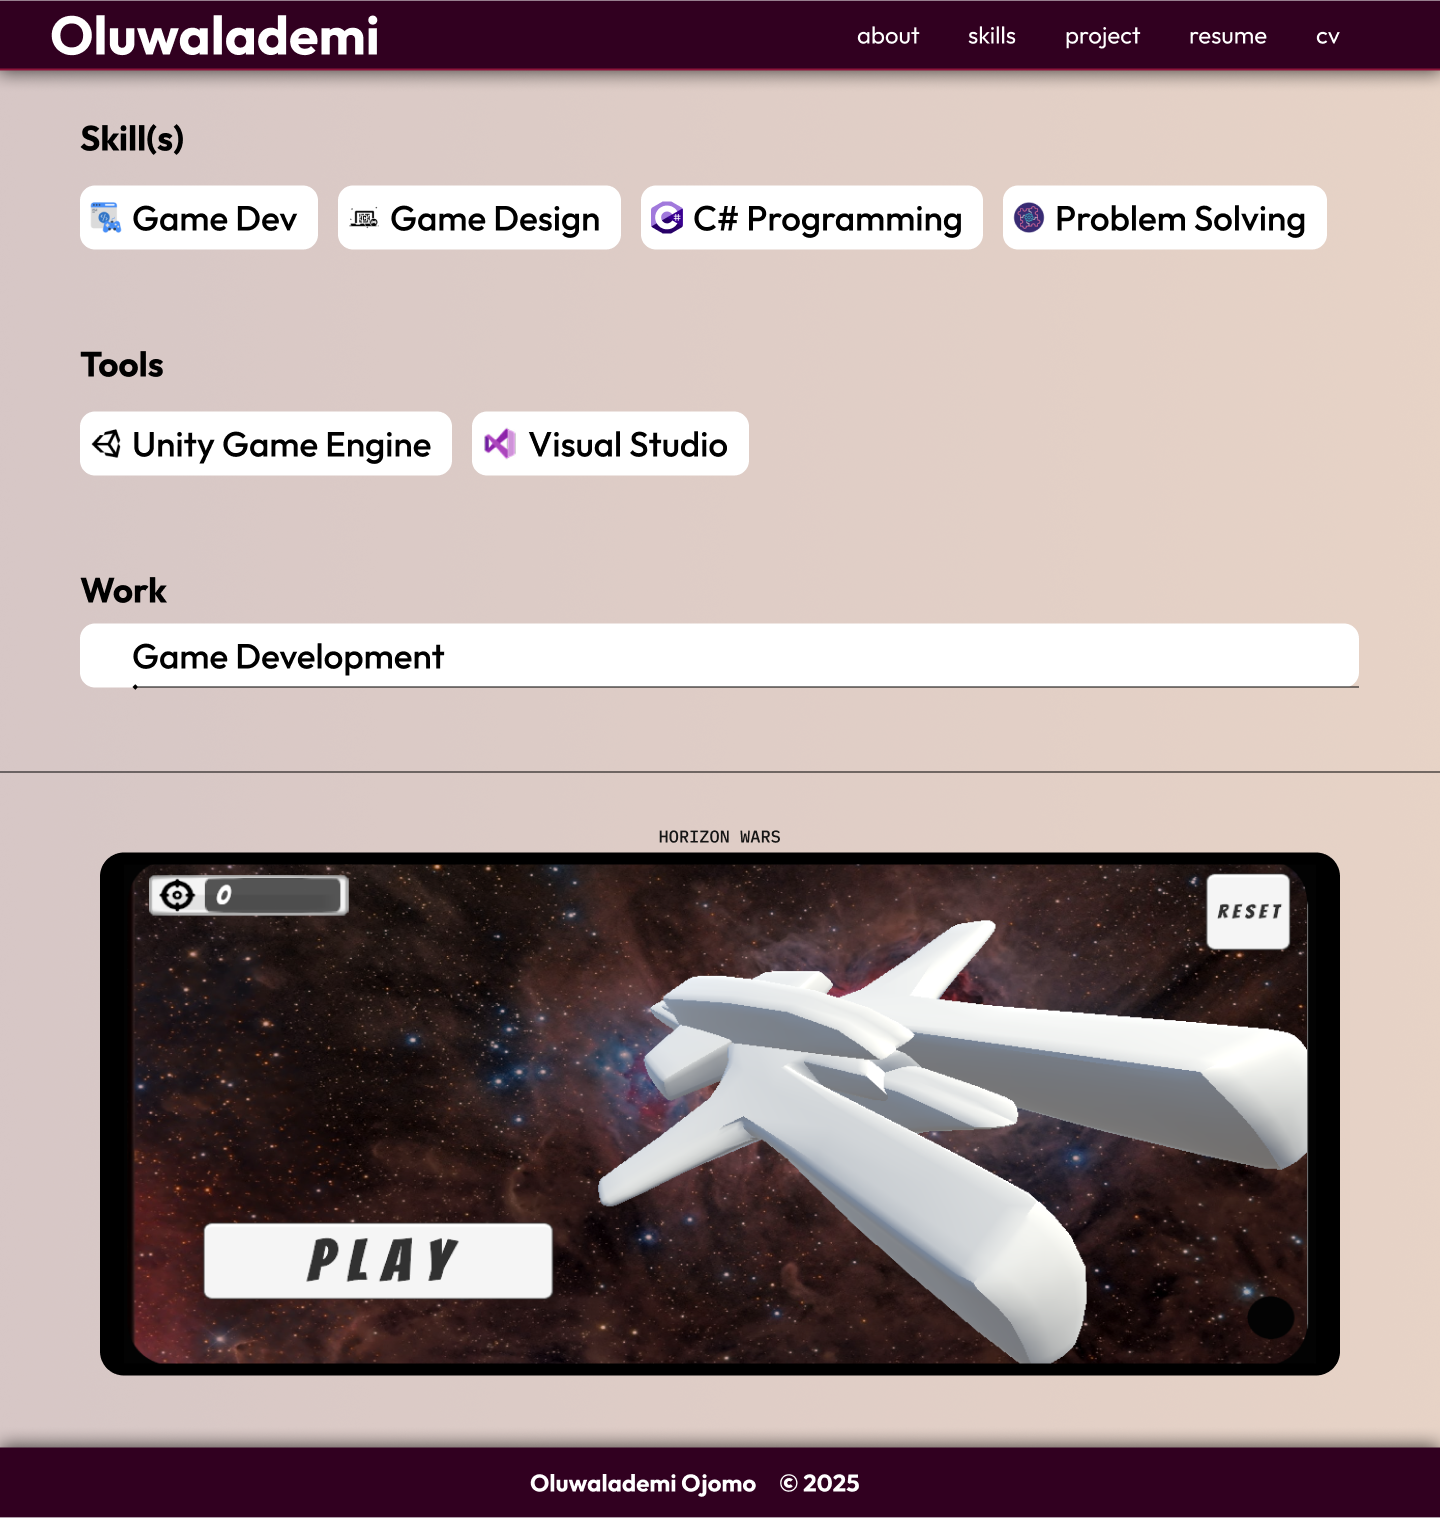 Oluwalademi
about skills project resume cv
Skill(s)
Game Dev Game Design C# Programming Problem Solving
Tools
Unity Game Engine Visual Studio
Work
Game Development
HORIZON WARS
0
RESET
PLAY
Oluwalademi Ojomo © 2025